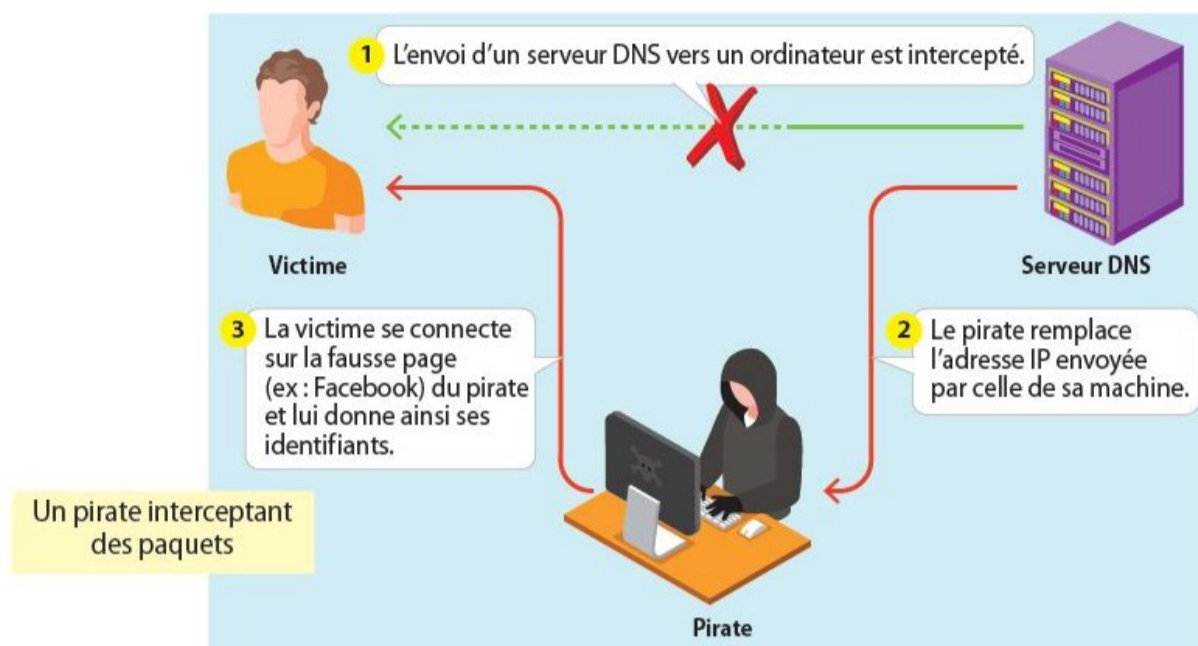 1 L'envoi d'un serveur DNS vers un ordinateur est intercepté.
Victime
Serveur DNS
3 La victime se connecte
sur la fausse page
(ex : Facebook) du pirate
et lui donne ainsi ses
identifiants.
2 Le pirate remplace
l'adresse IP envoyée
par celle de sa machine.
Un pirate interceptant
des paquets
Pirate